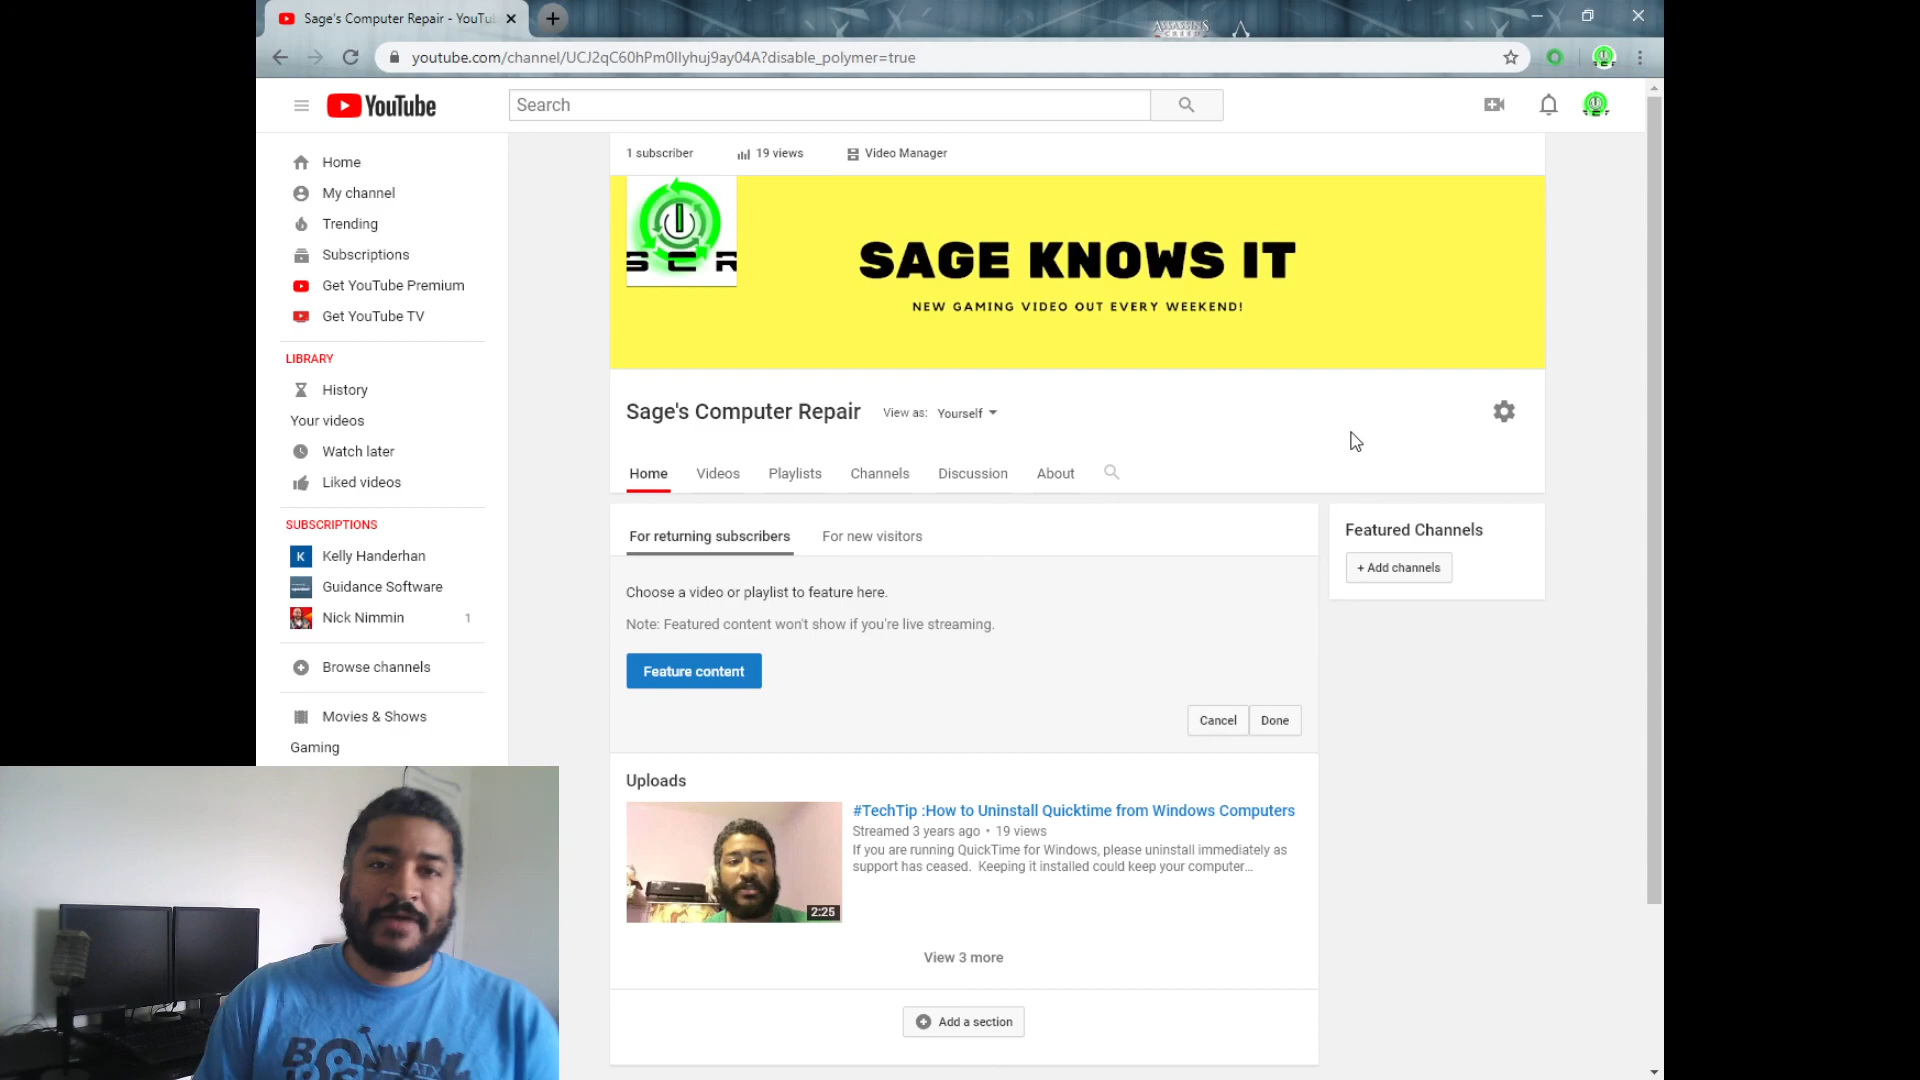 Sage's Computer Repair - YouTu
ASSASSINS
CREED
youtube.com/channel/UCJ2qC60hPm0llyhuj9ay04A?disable_polymer=true
YouTube
Search
1 subscriber
19 views
Video Manager
Home
My channel
Trending
Subscriptions
Get YouTube Premium
Get YouTube TV
LIBRARY
History
Your videos
Watch later
Liked videos
SUBSCRIPTIONS
K
Kelly Handerhan
Guidance Software
Nick Nimmin
1
Browse channels
Movies & Shows
Gaming
SCR
SAGE KNOWS IT
NEW GAMING VIDEO OUT EVERY WEEKEND!
Sage's Computer Repair
View as: Yourself
Home
Videos
Playlists
Channels
Discussion
About
For returning subscribers
For new visitors
Choose a video or playlist to feature here.
Note: Featured content won't show if you're live streaming.
Feature content
Cancel
Done
Featured Channels
+ Add channels
Uploads
2:25
#TechTip :How to Uninstall Quicktime from Windows Computers
Streamed 3 years ago • 19 views
If you are running QuickTime for Windows, please uninstall immediately as
support has ceased. Keeping it installed could keep your computer...
View 3 more
Add a section
ATX